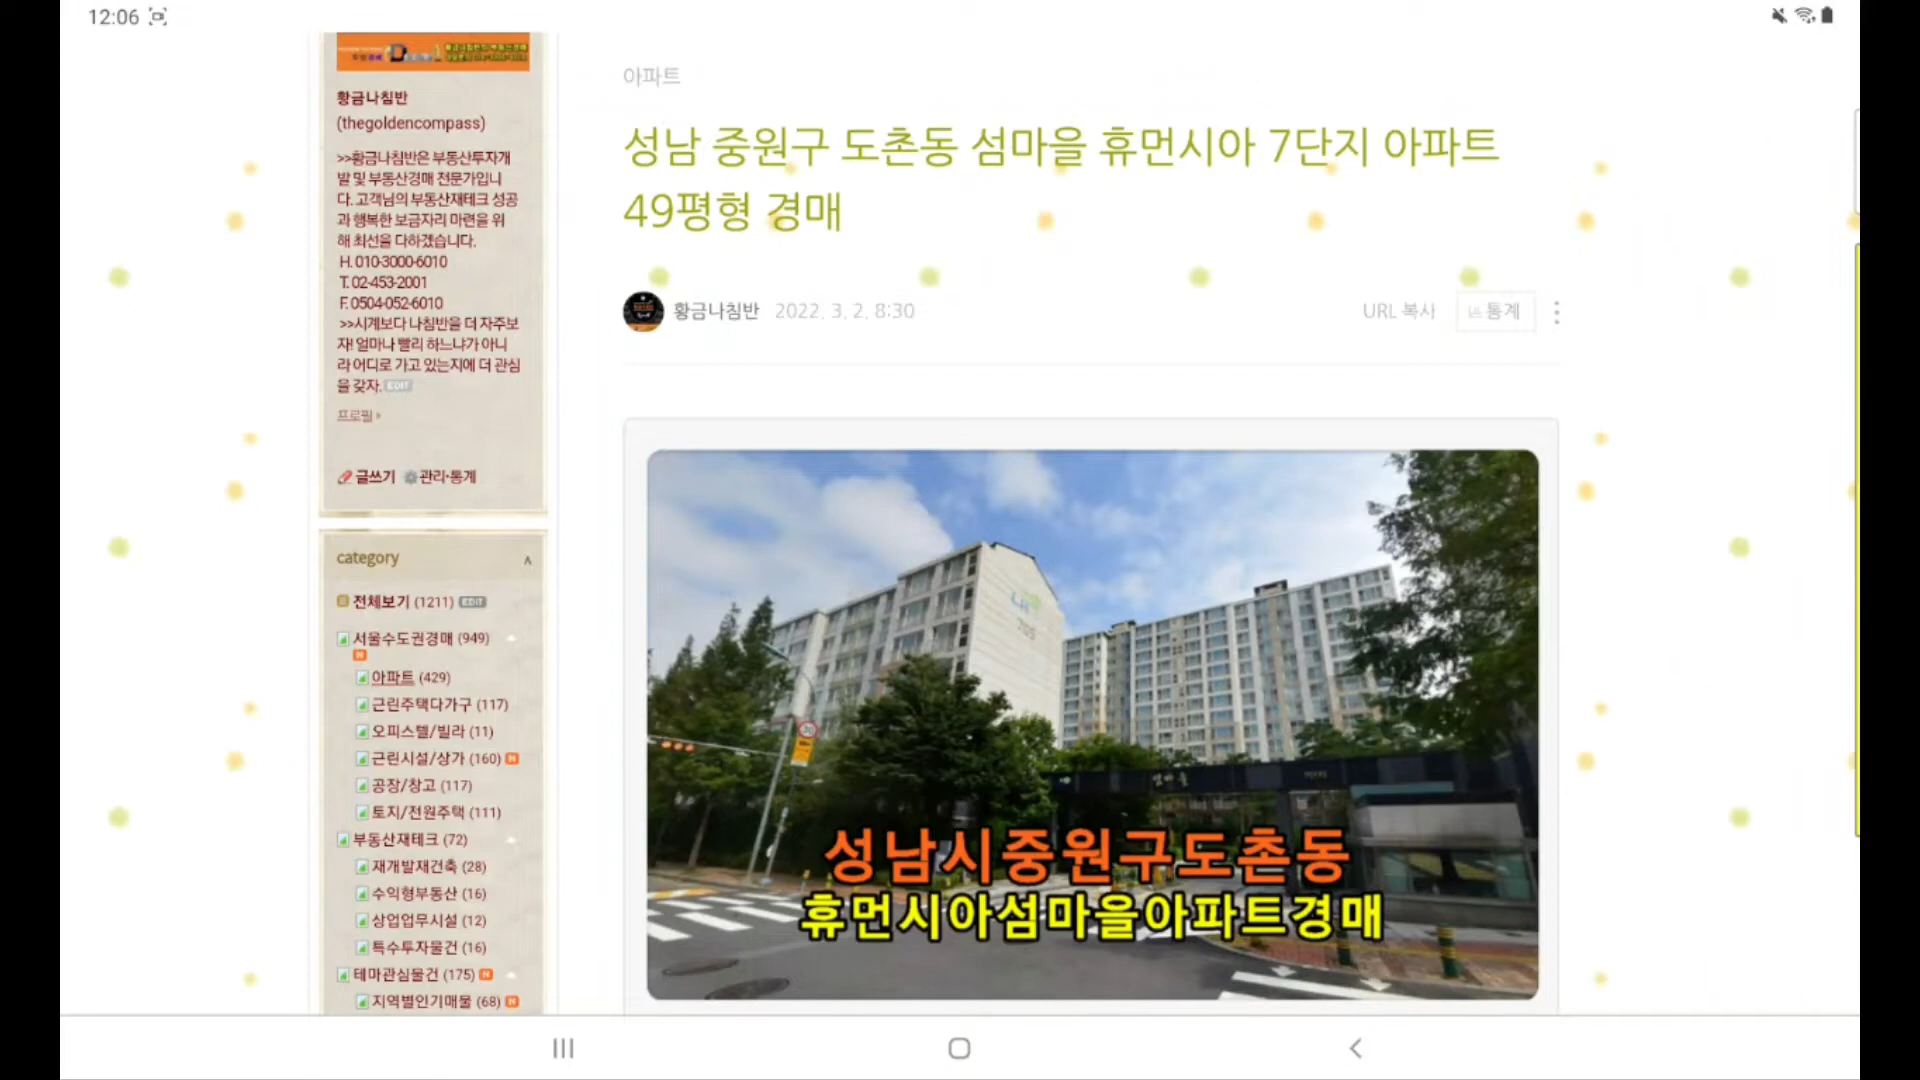 12:06
황금나침반
(thegoldencompass)
>>황금나침반은 부동산투자개
발 및 부동산경매 전문가입니
다. 고객님의 부동산재테크 성공
과 행복한 보금자리 마련을 위
해 최선을 다하겠습니다.
H. 010-3000-6010
T. 02-453-2001
F. 0504-052-6010
>>시계보다 나침반을 더 자주보
자! 얼마나 빨리 하느냐가 아니
라 어디로 가고 있는지에 더 관심
을 갖자. EDIT
프로필
글쓰기 관리·통계
category
전체보기 (1211) EDIT
서울수도권경매 (949)
N
아파트 (429)
근린주택다가구 (117)
오피스텔/빌라 (11)
근린시설/상가 (160) N
공장/창고 (117)
토지/전원주택 (111)
부동산재테크 (72)
재개발재건축 (28)
수익형부동산 (16)
상업업무시설 (12)
특수투자물건 (16)
테마관심물건 (175) N
지역별인기매물 (68) N
아파트
성남 중원구 도촌동 섬마을 휴먼시아 7단지 아파트
49평형 경매
황금나침반 2022. 3. 2. 8:30
URL 복사 통계
LH
705
30
섬마을
성남시중원구도촌동
휴먼시아섬마을아파트경매